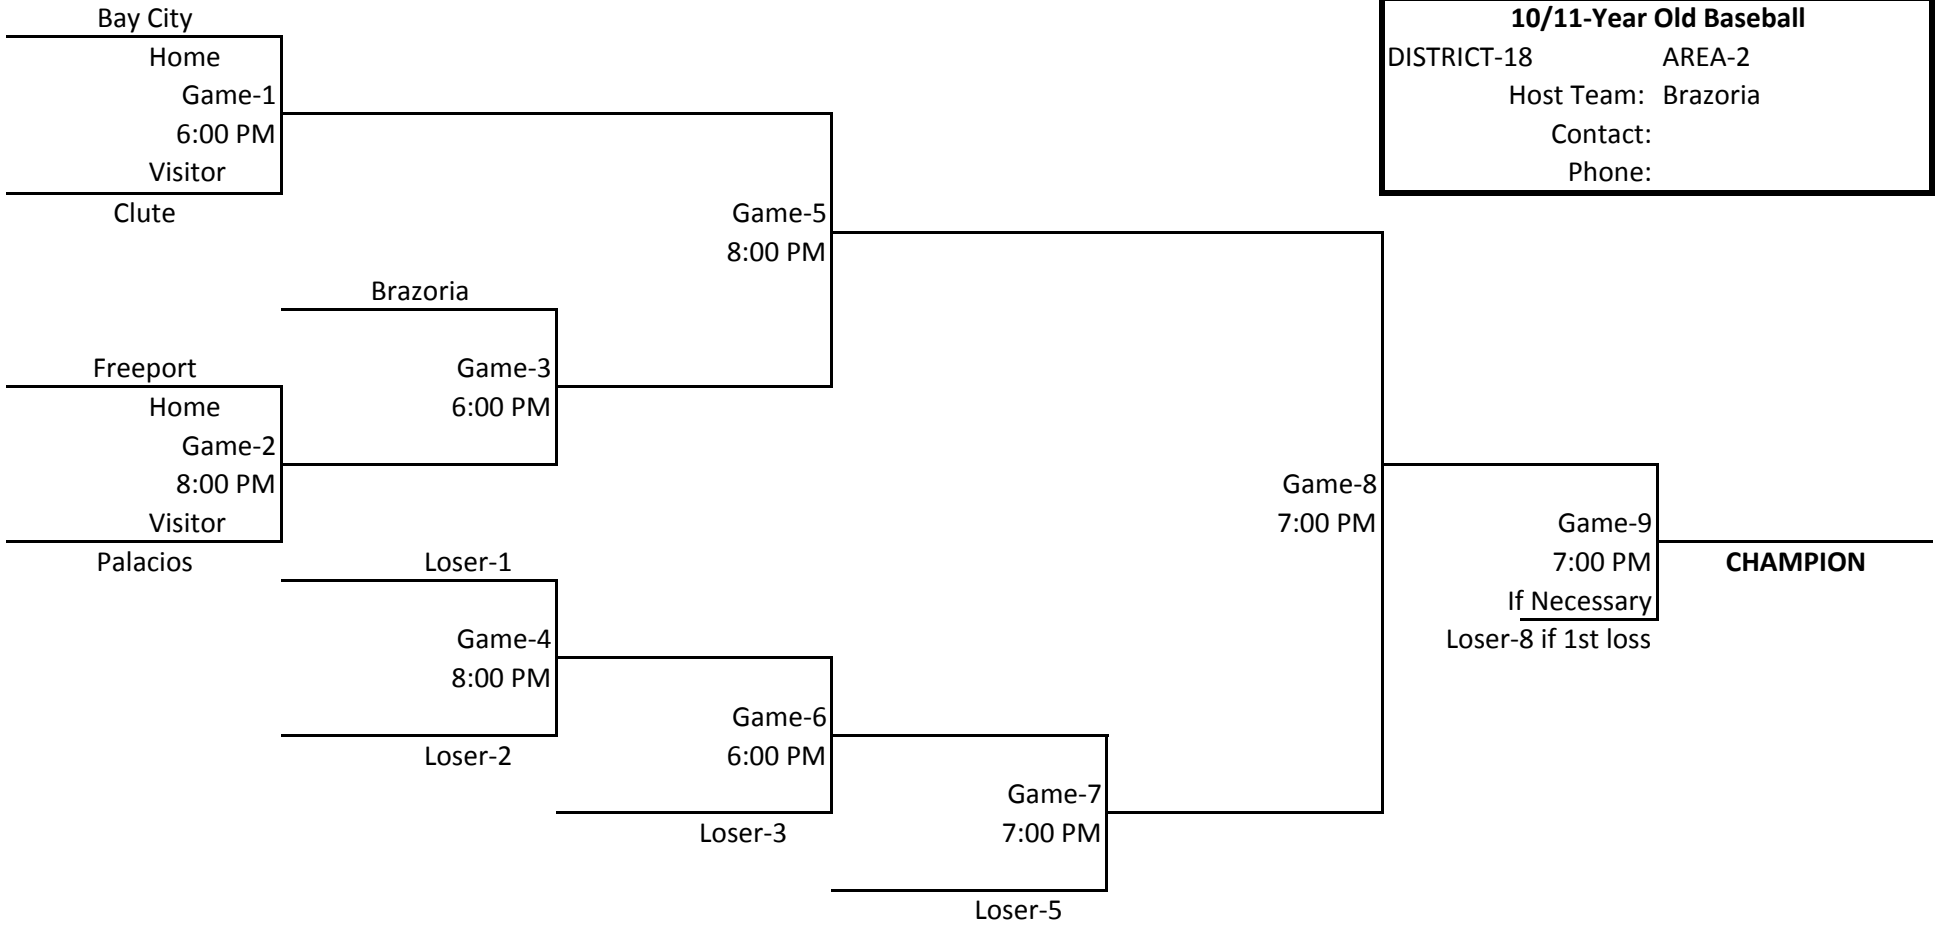 Bay City
Home
Game-1
6:00 PM
Visitor
Clute
10/11-Year Old Baseball
DISTRICT-18 AREA-2
Host Team: Brazoria
Contact:
Phone:
Game-5
8:00 PM
Brazoria
Game-3
6:00 PM
Freeport
Home
Game-2
8:00 PM
Visitor
Palacios
Loser-1
Game-4
8:00 PM
Loser-2
Game-6
6:00 PM
Loser-3
Game-7
7:00 PM
Loser-5
Game-8
7:00 PM
Game-9
7:00 PM
If Necessary
Loser-8 if 1st loss
CHAMPION